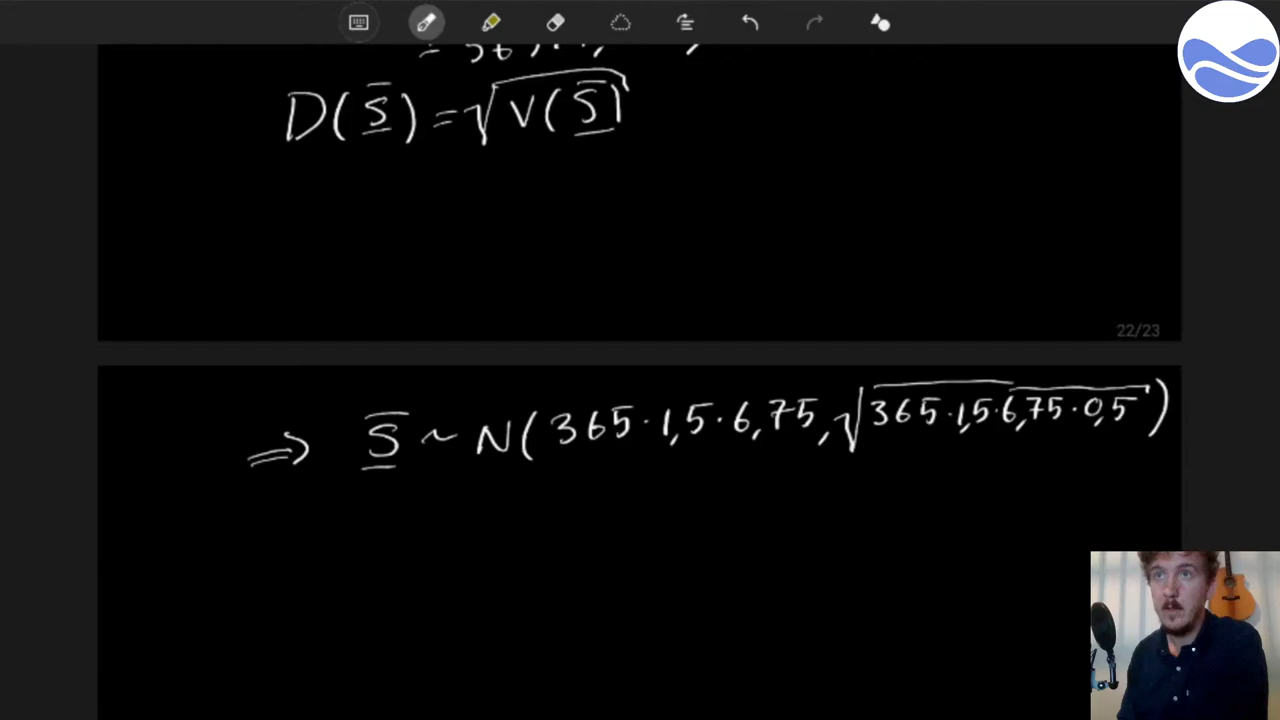 D(S̲̅) = √V(S̲̅)
22/23
⇒ S̲̅ ~ N(365·1,5·6,75, √365·1,5·6,75·0,5)